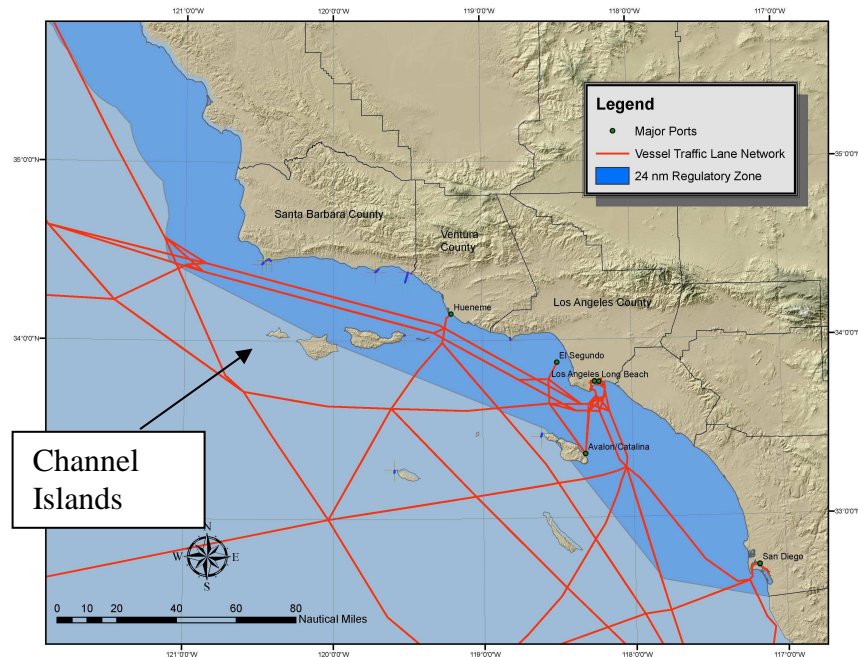 121°0'0"W 120°0'0"W 119°0'0"W 118°0'0"W 117°0'0"W
Legend
Major Ports
Vessel Traffic Lane Network
24 nm Regulatory Zone
35°0'0"N 35°0'0"N
Santa Barbara County
Ventura
County
Hueneme
Los Angeles County
34°0'0"N 34°0'0"N
El Segundo
Los Angeles Long Beach
Avalon/Catalina
Channel
Islands
33°0'0"N
San Diego
N
W E
S
0 10 20 40 60 80
Nautical Miles
121°0'0"W 120°0'0"W 119°0'0"W 118°0'0"W 117°0'0"W